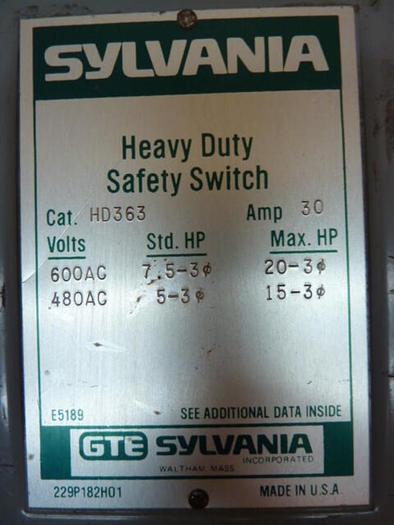 SYLVANIA
Heavy Duty
Safety Switch
Cat. HD363 Amp 30
Volts Std. HP Max. HP
600AC 7.5-3φ 20-3φ
480AC 5-3φ 15-3φ
E5189 SEE ADDITIONAL DATA INSIDE
GTE SYLVANIA
INCORPORATED
WALTHAM, MASS
229P182H01 MADE IN U.S.A.